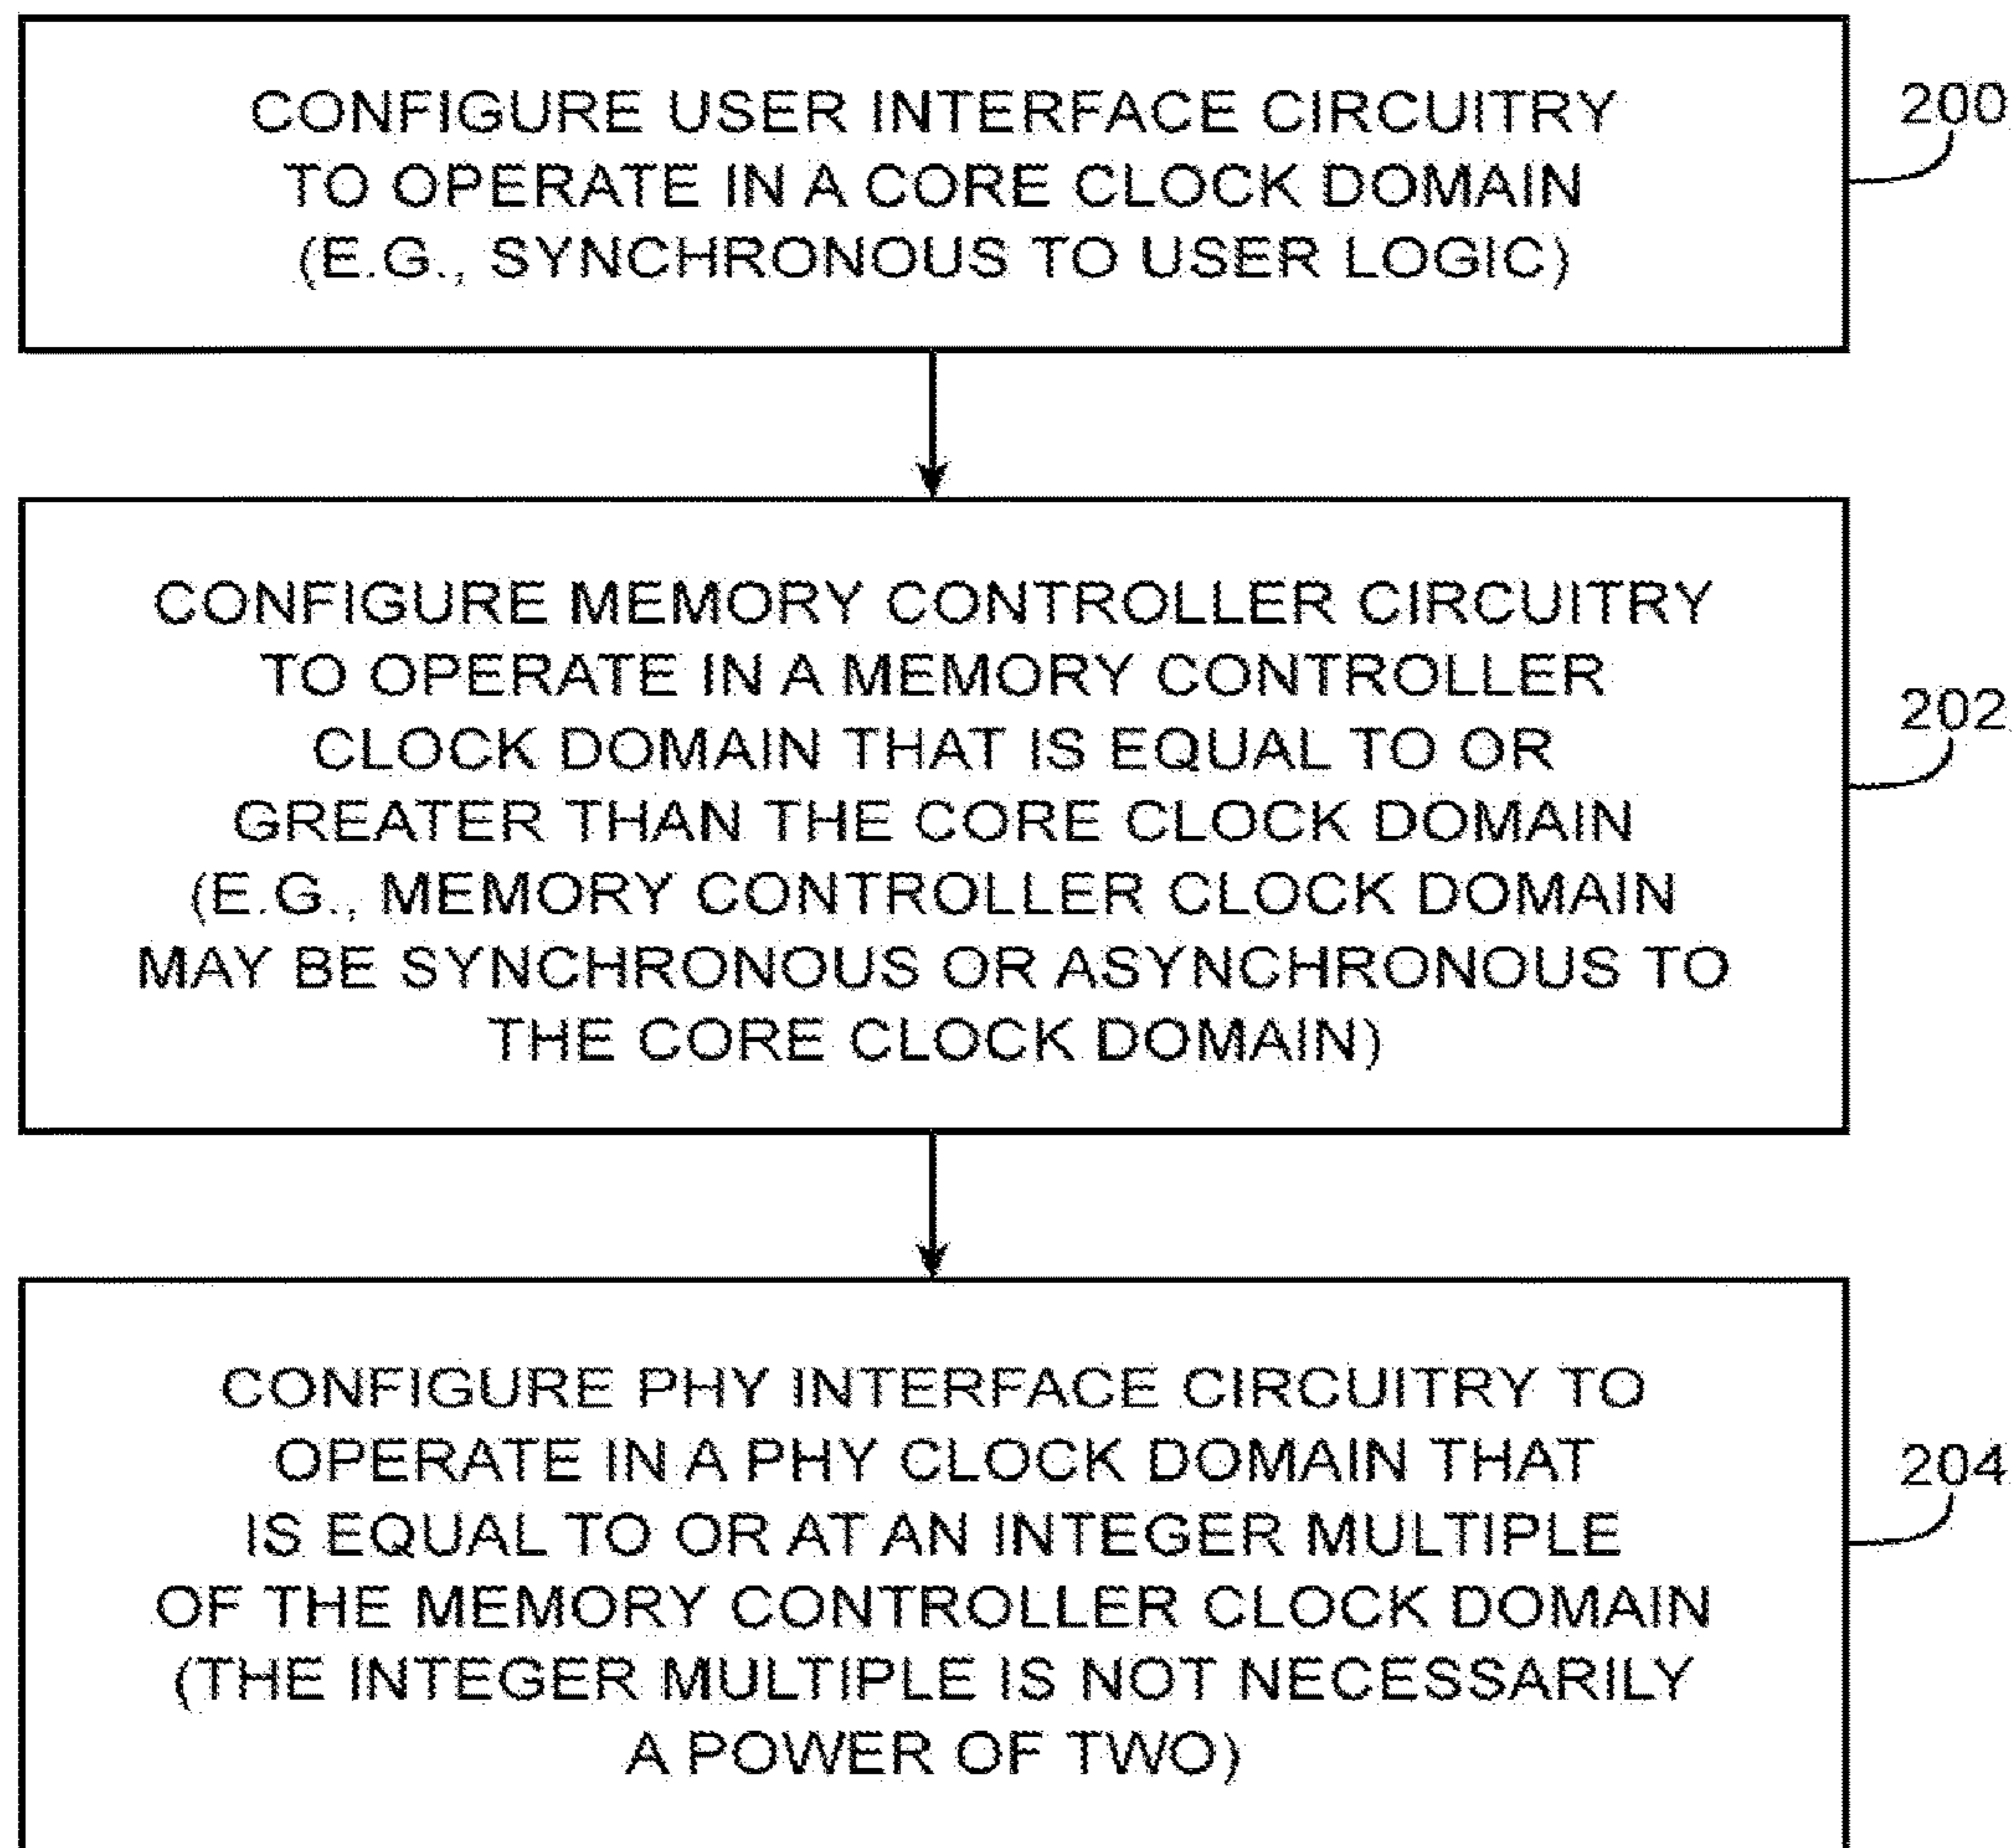 CONFIGURE USER INTERFACE CIRCUITRY
TO OPERATE IN A CORE CLOCK DOMAIN
(E.G., SYNCHRONOUS TO USER LOGIC)
200
CONFIGURE MEMORY CONTROLLER CIRCUITRY
TO OPERATE IN A MEMORY CONTROLLER
CLOCK DOMAIN THAT IS EQUAL TO OR
GREATER THAN THE CORE CLOCK DOMAIN
(E.G., MEMORY CONTROLLER CLOCK DOMAIN
MAY BE SYNCHRONOUS OR ASYNCHRONOUS TO
THE CORE CLOCK DOMAIN)
202
CONFIGURE PHY INTERFACE CIRCUITRY TO
OPERATE IN A PHY CLOCK DOMAIN THAT
IS EQUAL TO OR AT AN INTEGER MULTIPLE
OF THE MEMORY CONTROLLER CLOCK DOMAIN
(THE INTEGER MULTIPLE IS NOT NECESSARILY
A POWER OF TWO)
204